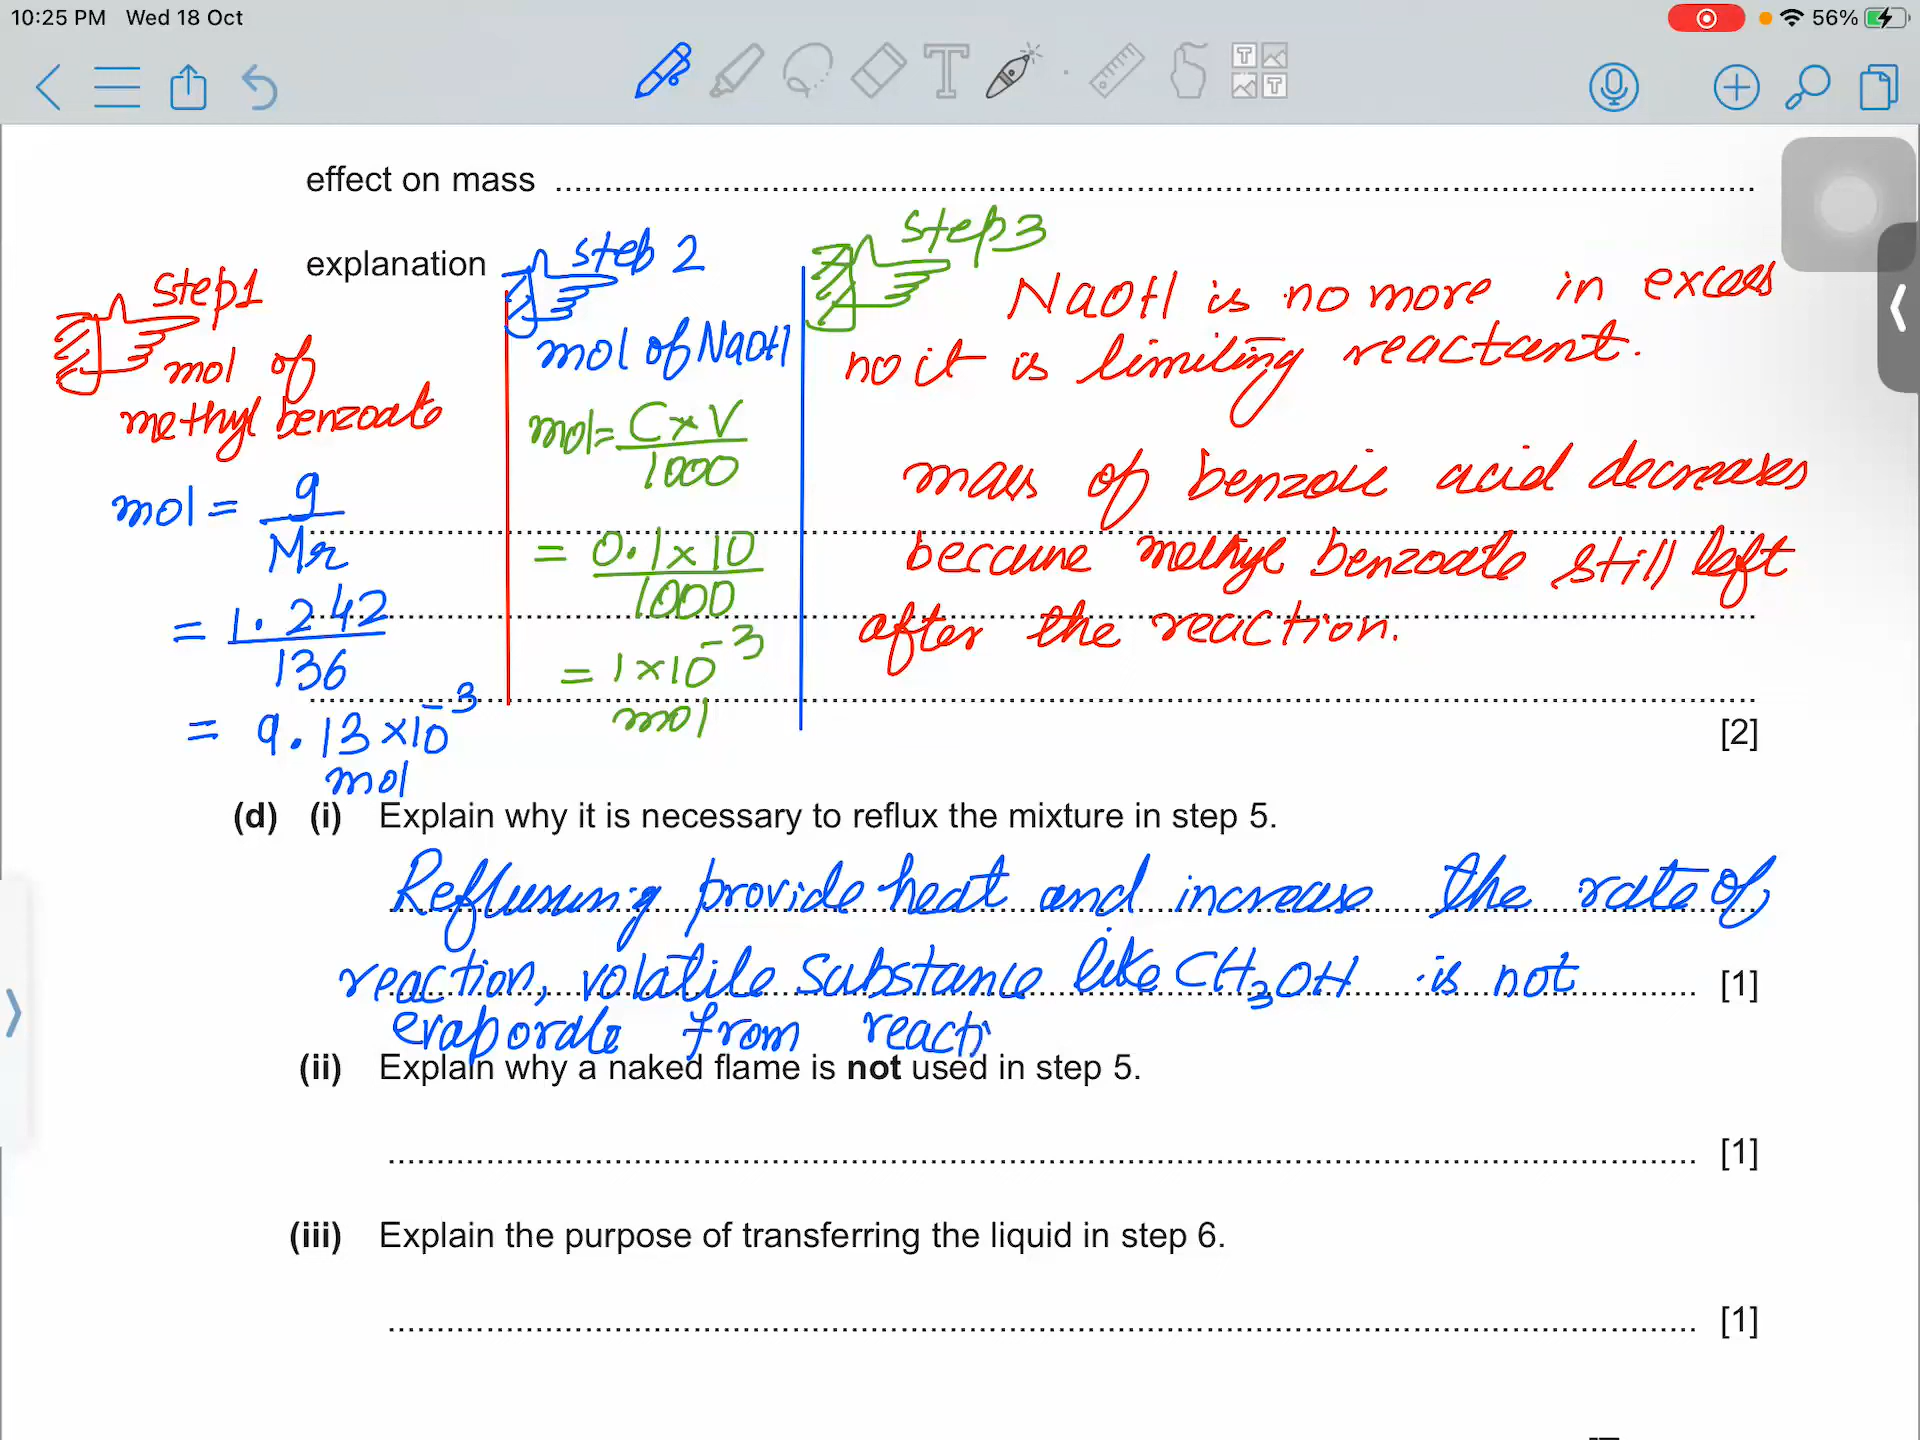 10:25 PM Wed 18 Oct 56%
effect on mass
explanation
step1
mol of
methyl benzoate
mol = g
Mr
= 1.242
136
= 9.13 x 10-3
mol
step 2
mol of NaOH
mol = C x V
1000
= 0.1 x 10
1000
= 1 x 10-3
mol
step3
NaOH is no more in excess
no it is limiting reactant.
mass of benzoic acid decreases
because methyl benzoate still left
after the reaction.
[2]
(d) (i) Explain why it is necessary to reflux the mixture in step 5.
Refluxing provide heat and increase the rate of
reaction, volatile substance like CH3OH is not [1]
evaporate from reacti
(ii) Explain why a naked flame is not used in step 5.
[1]
(iii) Explain the purpose of transferring the liquid in step 6.
[1]